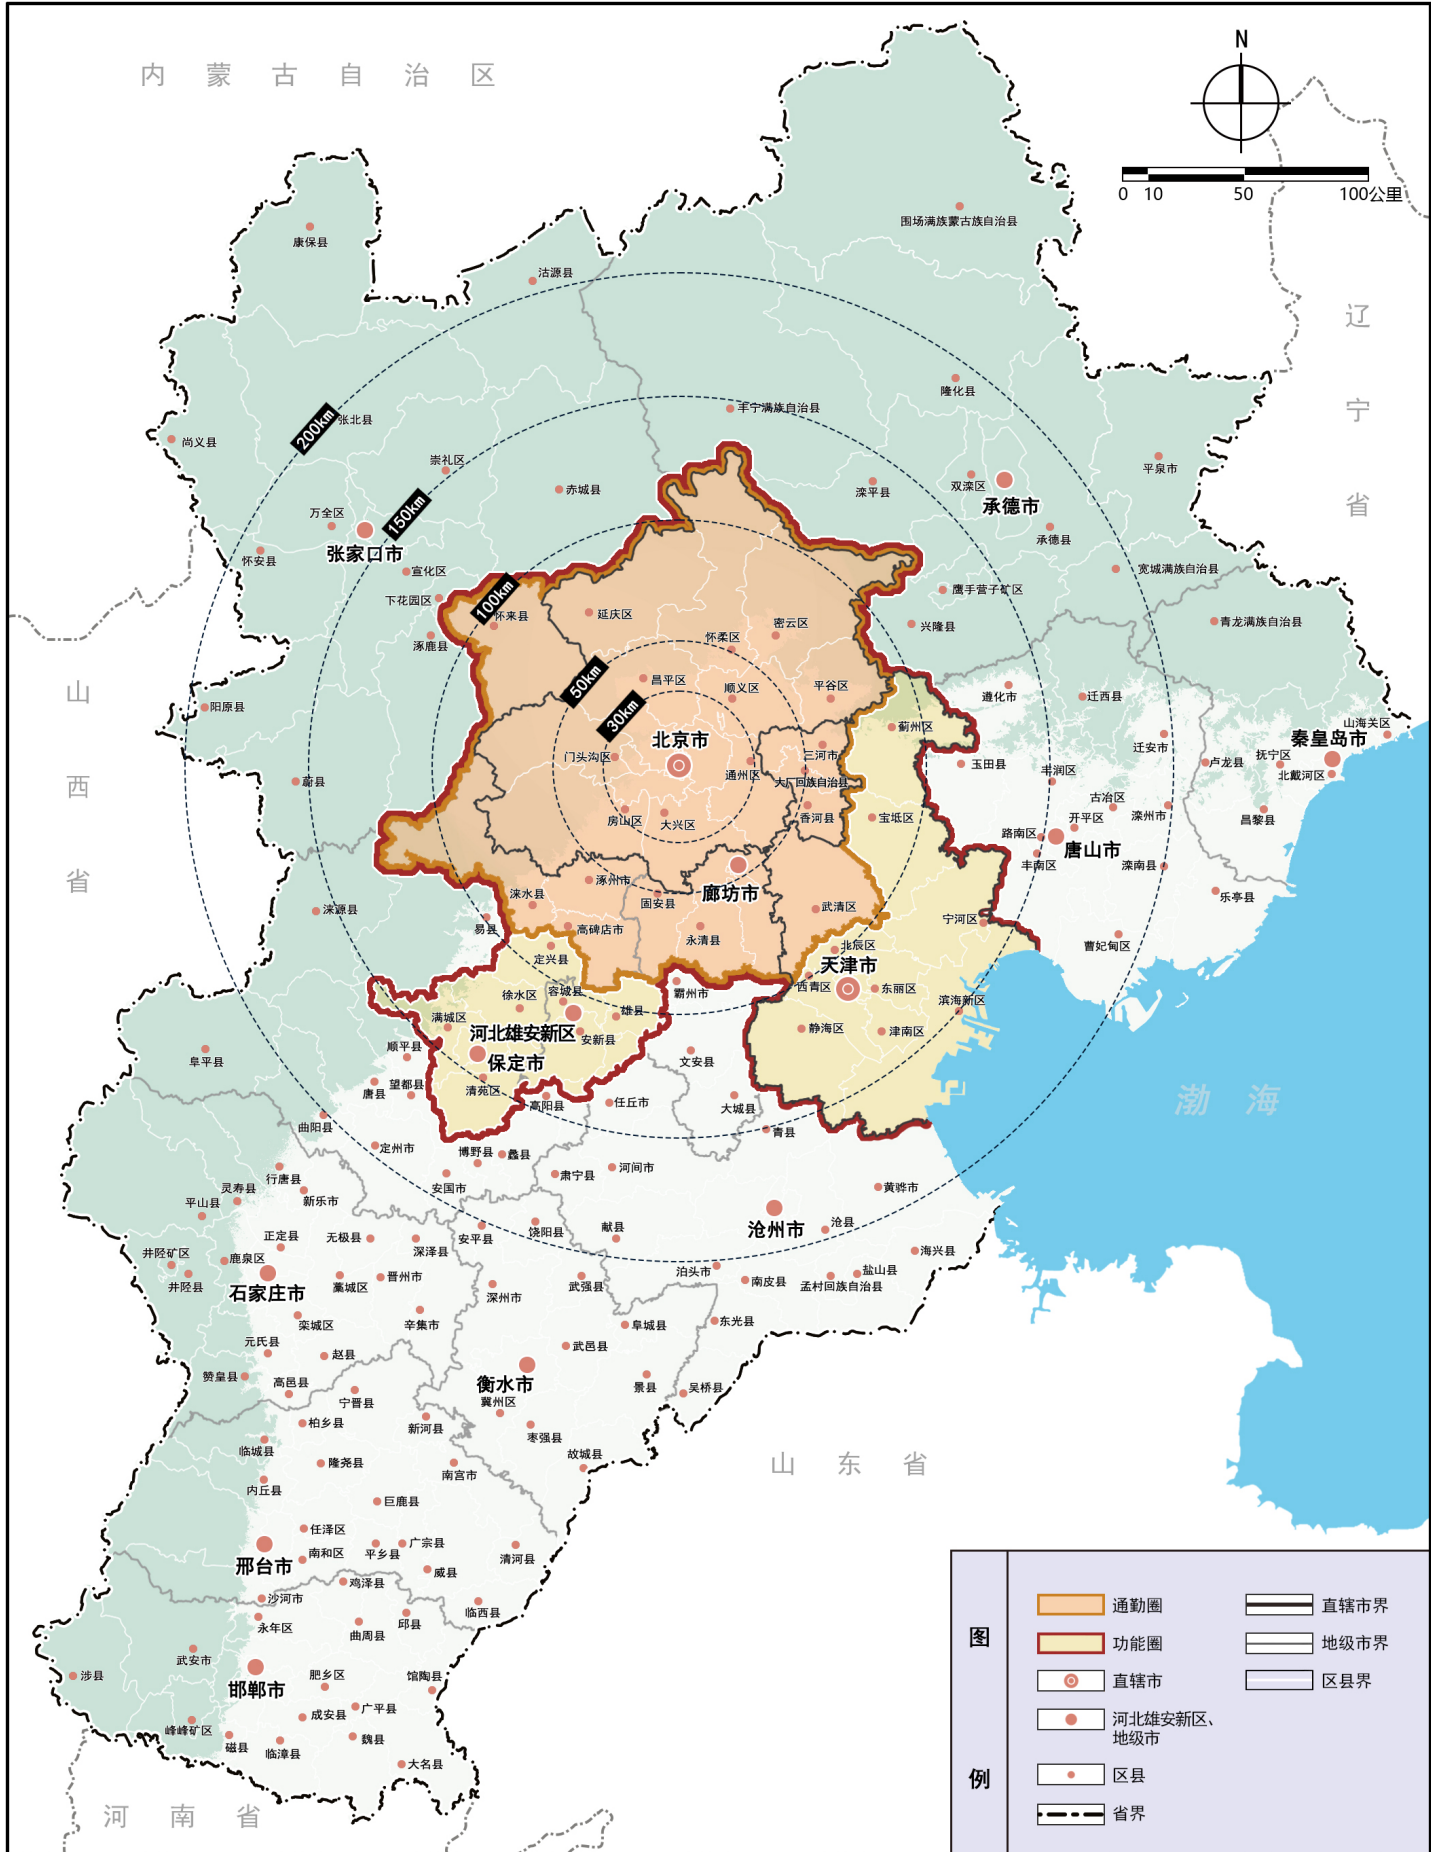 内蒙古自治区
N
0 10 50 100公里
康保县
沽源县
围场满族蒙古族自治县
辽宁省
隆化县
丰宁满族自治县
200km
张北县
尚义县
崇礼区
平泉市
赤城县
滦平县
双滦区
承德市
150km
万全区
张家口市
承德县
怀安县
宣化区
宽城满族自治县
下花园区
100km
怀来县
延庆区
鹰手营子矿区
密云区
兴隆县
青龙满族自治县
涿鹿县
怀柔区
山西省
50km
昌平区
顺义区
平谷区
遵化市
迁西县
阳原县
30km
蓟州区
山海关区
北京市
秦皇岛市
迁安市
门头沟区
三河市
抚宁区
卢龙县
玉田县
丰润区
通州区
北戴河区
蔚县
大厂回族自治县
古冶区
房山区
大兴区
香河县
宝坻区
开平区
滦州市
昌黎县
路南区
唐山市
丰南区
滦南县
涿州市
廊坊市
涞水县
固安县
武清区
乐亭县
涞源县
易县
高碑店市
永清县
宁河区
曹妃甸区
北辰区
定兴县
天津市
西青区
东丽区
霸州市
徐水区
容城县
滨海新区
满城区
雄县
河北雄安新区
安新县
静海区
津南区
顺平县
阜平县
保定市
文安县
望都县
清苑区
渤海
唐县
高阳县
任丘市
大城县
曲阳县
青县
定州市
博野县
蠡县
行唐县
肃宁县
河间市
灵寿县
安国市
黄骅市
平山县
新乐市
正定县
无极县
深泽县
安平县
饶阳县
献县
沧州市
沧县
井陉矿区
鹿泉区
海兴县
井陉县
石家庄市
藁城区
晋州市
深州市
武强县
泊头市
南皮县
盐山县
孟村回族自治县
栾城区
辛集市
阜城县
东光县
元氏县
赵县
武邑县
赞皇县
高邑县
宁晋县
衡水市
景县
吴桥县
冀州区
柏乡县
新河县
枣强县
临城县
隆尧县
南宫市
故城县
山东省
内丘县
巨鹿县
任泽区
邢台市
南和区
平乡县
广宗县
清河县
威县
鸡泽县
沙河市
临西县
永年区
曲周县
邱县
武安市
涉县
邯郸市
肥乡区
馆陶县
成安县
广平县
峰峰矿区
磁县
临漳县
魏县
大名县
河南省
图例
通勤圈
功能圈
直辖市
河北雄安新区、
地级市
区县
省界
直辖市界
地级市界
区县界